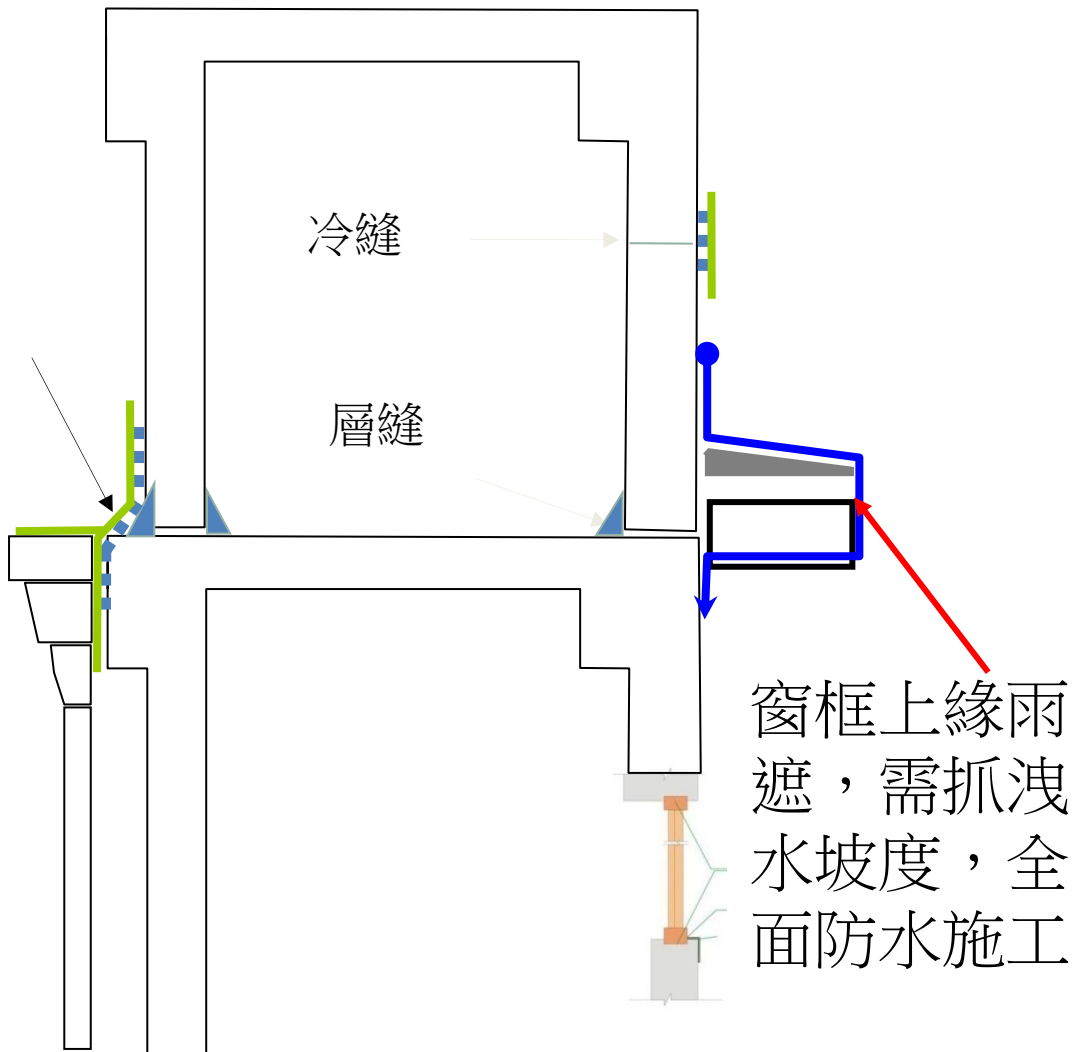 冷縫
層縫
窗框上緣雨
遮，需抓洩
水坡度，全
面防水施工